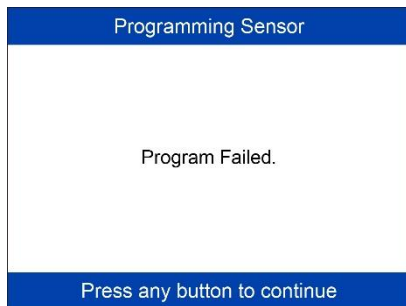 Programming Sensor
Program Failed.
Press any button to continue